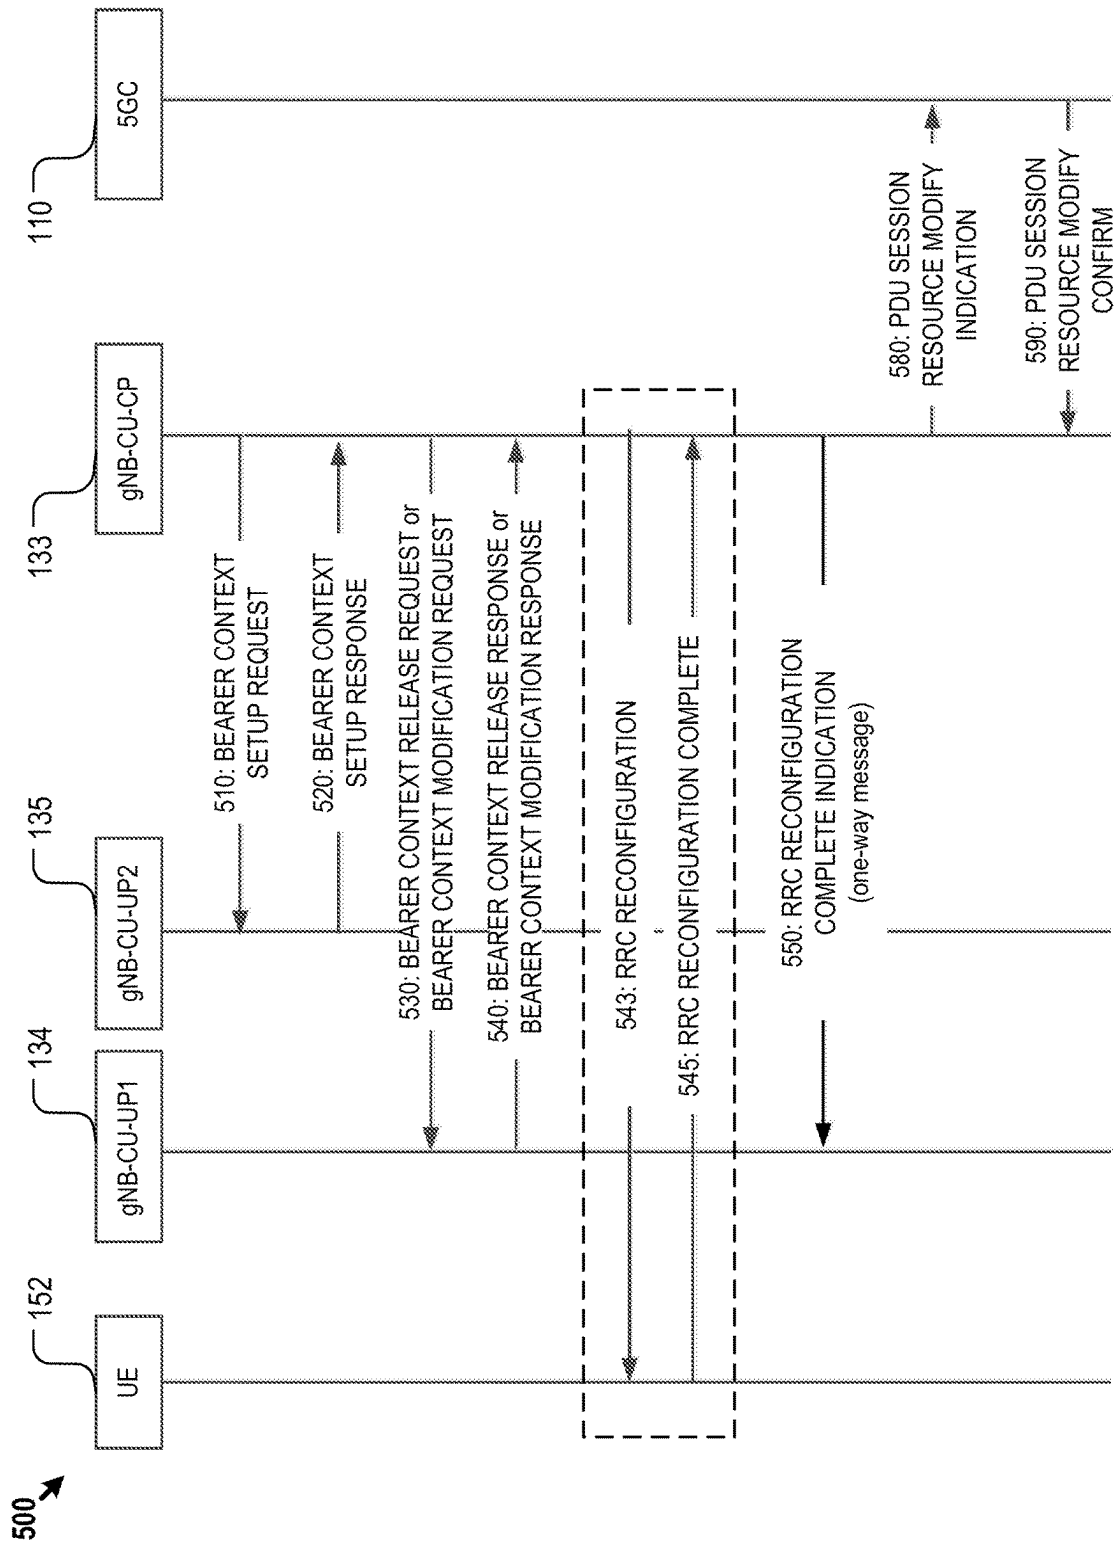 500
152
134
135
133
110
UE
gNB-CU-UP1
gNB-CU-UP2
gNB-CU-CP
5GC
510: BEARER CONTEXT
SETUP REQUEST
520: BEARER CONTEXT
SETUP RESPONSE
530: BEARER CONTEXT RELEASE REQUEST or
BEARER CONTEXT MODIFICATION REQUEST
540: BEARER CONTEXT RELEASE RESPONSE or
BEARER CONTEXT MODIFICATION RESPONSE
543: RRC RECONFIGURATION
545: RRC RECONFIGURATION COMPLETE
550: RRC RECONFIGURATION
COMPLETE INDICATION
(one-way message)
580: PDU SESSION
RESOURCE MODIFY
INDICATION
590: PDU SESSION
RESOURCE MODIFY
CONFIRM